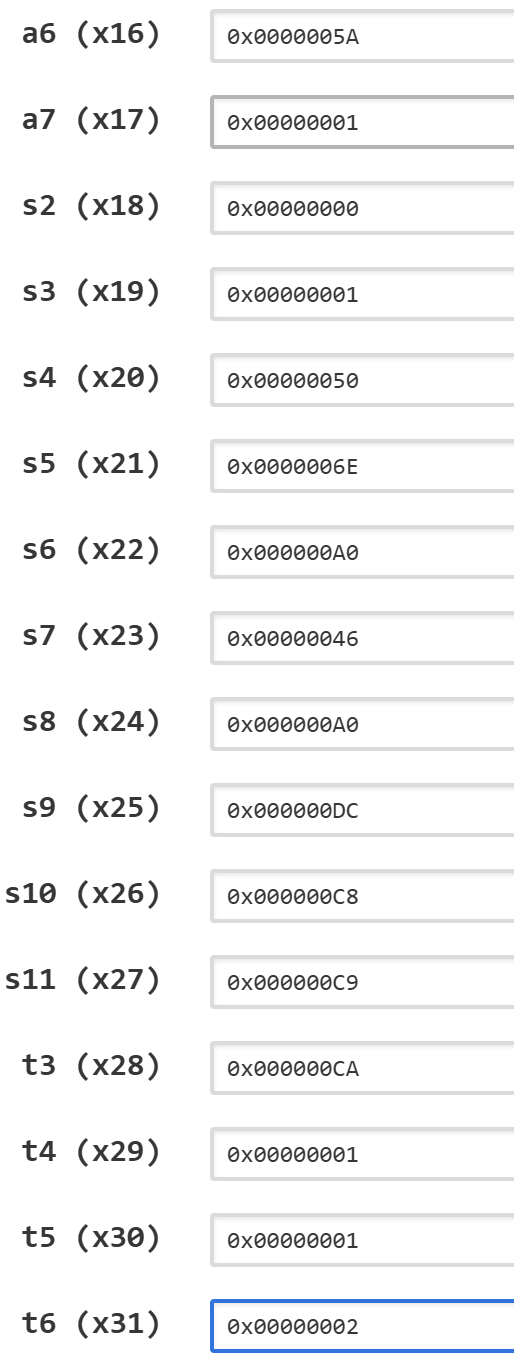 a6 (x16) 0x0000005A
a7 (x17) 0x00000001
s2 (x18) 0x00000000
s3 (x19) 0x00000001
s4 (x20) 0x00000050
s5 (x21) 0x0000006E
s6 (x22) 0x000000A0
s7 (x23) 0x00000046
s8 (x24) 0x000000A0
s9 (x25) 0x000000DC
s10 (x26) 0x000000C8
s11 (x27) 0x000000C9
t3 (x28) 0x000000CA
t4 (x29) 0x00000001
t5 (x30) 0x00000001
t6 (x31) 0x00000002